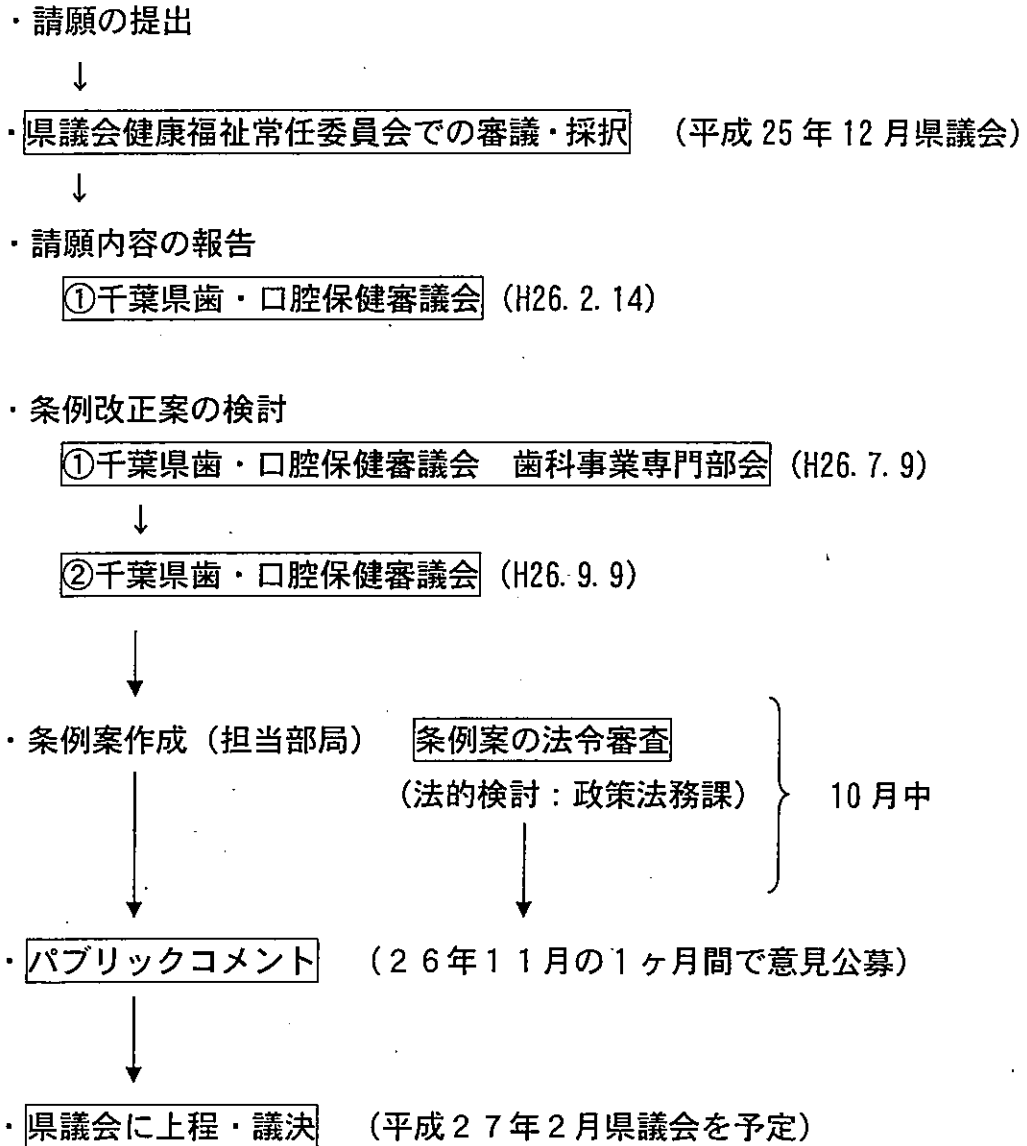 ・請願の提出
↓
・県議会健康福祉常任委員会での審議・採択 （平成25年12月県議会）
↓
・請願内容の報告
①千葉県歯・口腔保健審議会 （H26.2.14）
・条例改正案の検討
①千葉県歯・口腔保健審議会 歯科事業専門部会 （H26.7.9）
↓
②千葉県歯・口腔保健審議会 （H26.9.9）
↓
・条例案作成（担当部局） 条例案の法令審査
（法的検討：政策法務課） 10月中
↓ ↓
・パブリックコメント （２６年１１月の１ヶ月間で意見公募）
↓
・県議会に上程・議決 （平成２７年２月県議会を予定）